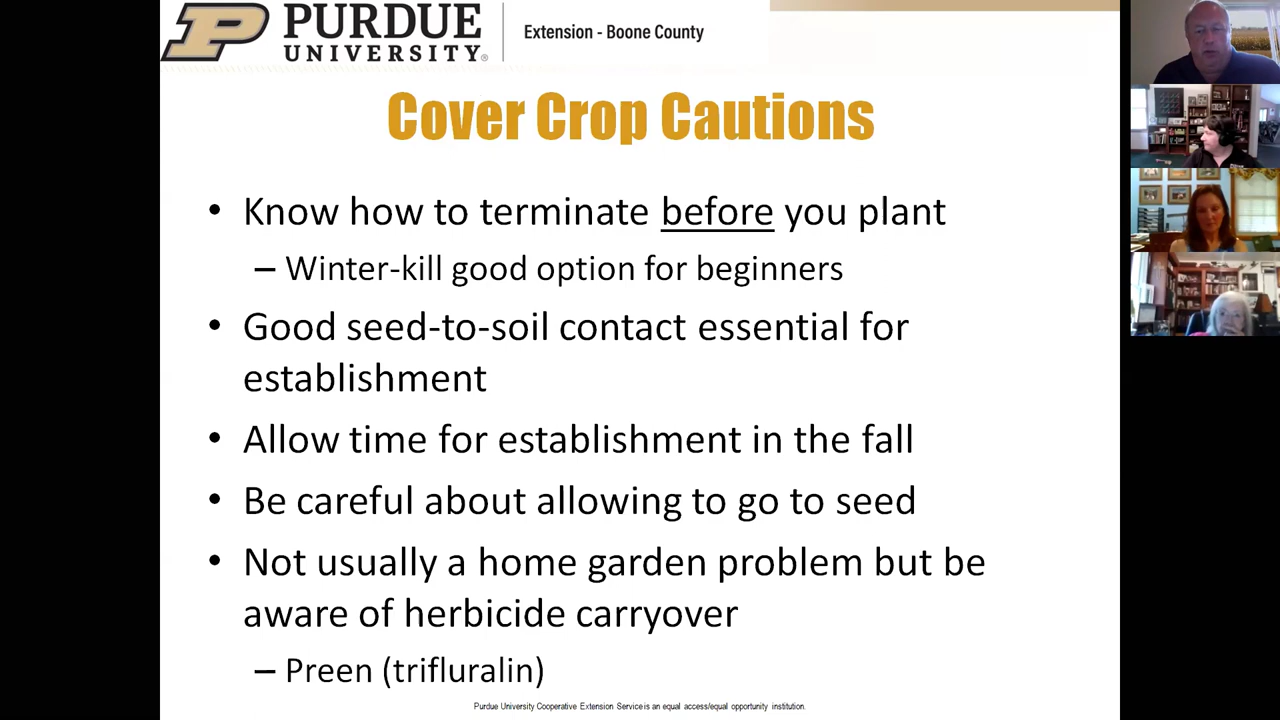 PURDUE
UNIVERSITY®
Extension - Boone County
Cover Crop Cautions
• Know how to terminate before you plant
– Winter-kill good option for beginners
• Good seed-to-soil contact essential for
establishment
• Allow time for establishment in the fall
• Be careful about allowing to go to seed
• Not usually a home garden problem but be
aware of herbicide carryover
– Preen (trifluralin)
Purdue University Cooperative Extension Service is an equal access/equal opportunity institution.